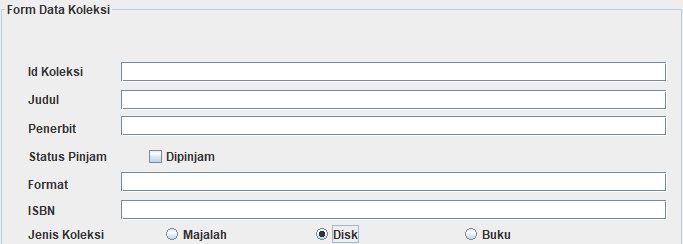 Form Data Koleksi
Id Koleksi
Judul
Penerbit
Status Pinjam Dipinjam
Format
ISBN
Jenis Koleksi Majalah Disk Buku